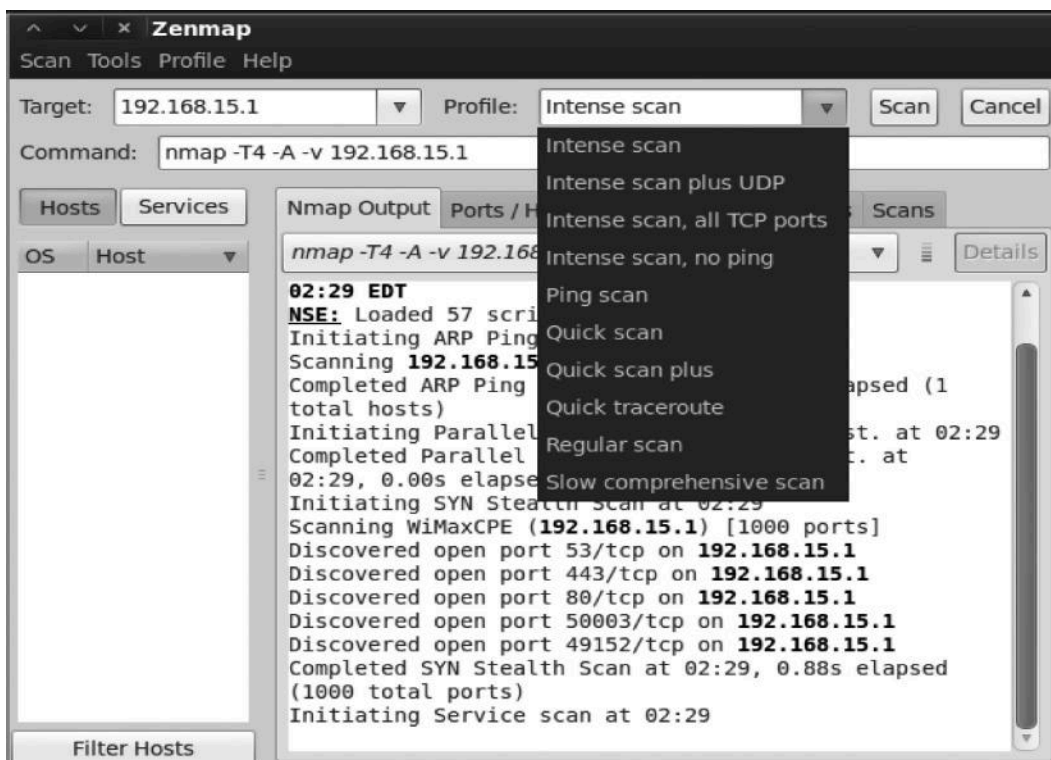 Zenmap
Scan Tools Profile Help
Target: 192.168.15.1 Profile: Intense scan Scan Cancel
Command: nmap -T4 -A -v 192.168.15.1
Intense scan
Intense scan plus UDP
Intense scan, all TCP ports
Intense scan, no ping
Ping scan
Quick scan
Quick scan plus
Quick traceroute
Regular scan
Slow comprehensive scan
Hosts Services
Nmap Output Ports / H Scans
OS Host
nmap -T4 -A -v 192.168 Details
02:29 EDT
NSE: Loaded 57 scri
Initiating ARP Ping
Scanning 192.168.15
Completed ARP Ping apsed (1
total hosts)
Initiating Parallel st. at 02:29
Completed Parallel t. at
02:29, 0.00s elapse
Initiating SYN Stealth Scan at 02:29
Scanning WiMaxCPE (192.168.15.1) [1000 ports]
Discovered open port 53/tcp on 192.168.15.1
Discovered open port 443/tcp on 192.168.15.1
Discovered open port 80/tcp on 192.168.15.1
Discovered open port 50003/tcp on 192.168.15.1
Discovered open port 49152/tcp on 192.168.15.1
Completed SYN Stealth Scan at 02:29, 0.88s elapsed
(1000 total ports)
Initiating Service scan at 02:29
Filter Hosts